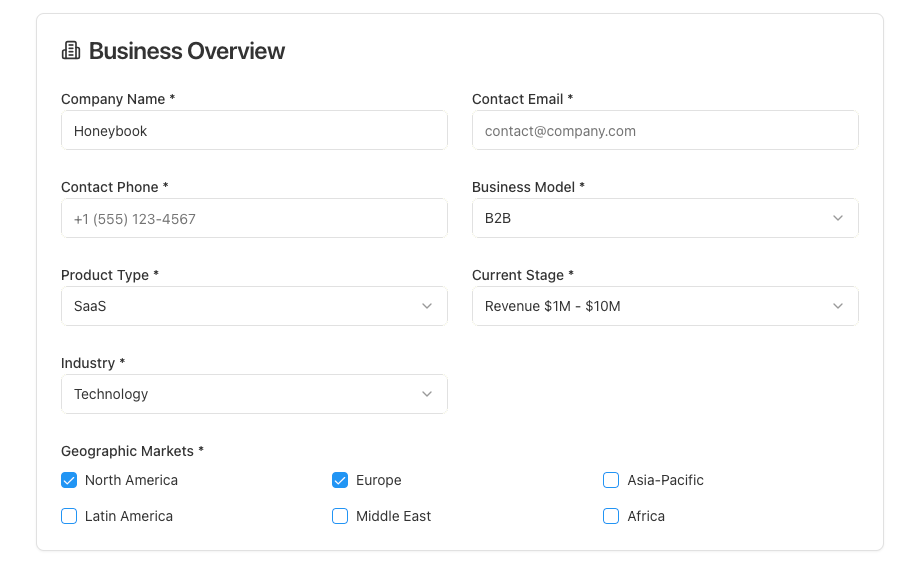 Business Overview
Company Name *
Contact Email *
Honeybook
contact@company.com
Contact Phone *
Business Model *
+1 (555) 123-4567
B2B
Product Type *
Current Stage *
SaaS
Revenue $1M - $10M
Industry *
Technology
Geographic Markets *
North America
Europe
Asia-Pacific
Latin America
Middle East
Africa